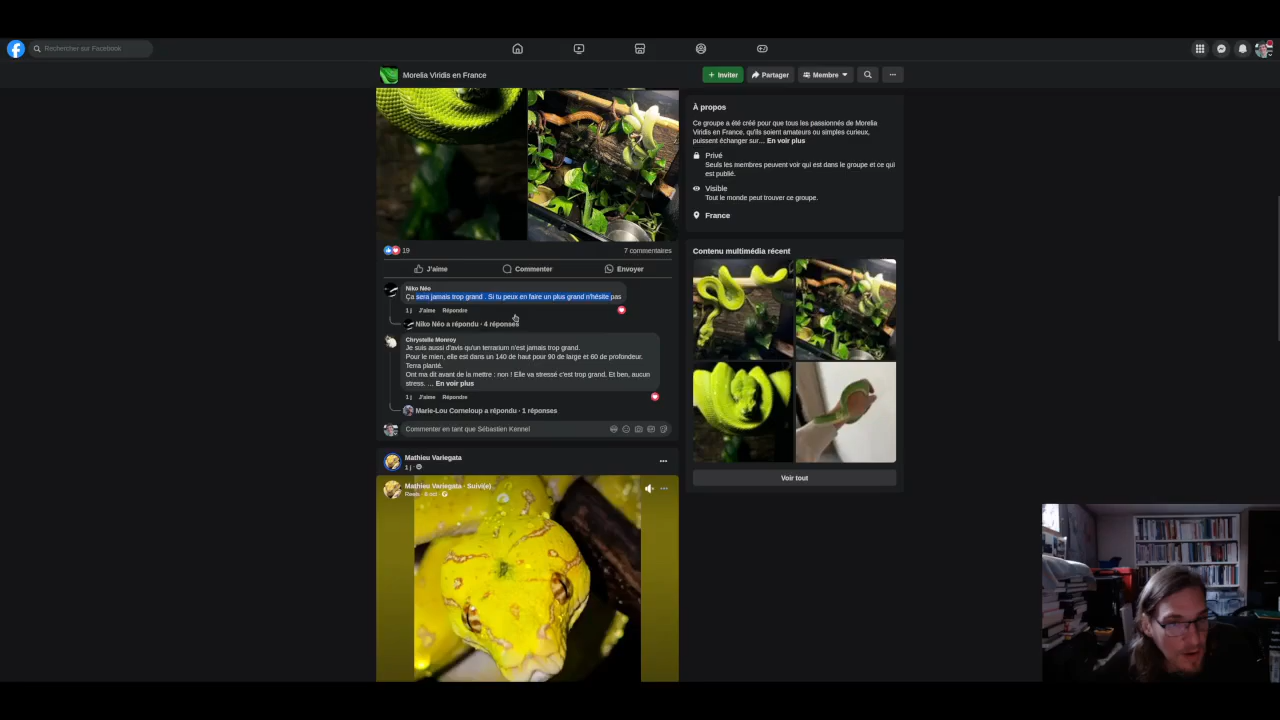 Rechercher sur Facebook
Morelia Viridis en France
+ Inviter
Partager
Membre
19
7 commentaires
J'aime
Commenter
Envoyer
Niko Néo
Ça sera jamais trop grand . Si tu peux en faire un plus grand n'hésite pas
1 j J'aime Répondre
Niko Néo a répondu · 4 réponses
Chrystelle Monroy
Je suis aussi d'avis qu'un terrarium n'est jamais trop grand.
Pour le mien, elle est dans un 140 de haut pour 90 de large et 60 de profondeur.
Terra planté.
Ont ma dit avant de la mettre : non ! Elle va stressé c'est trop grand. Et ben, aucun
stress. ... En voir plus
1 j J'aime Répondre
Marie-Lou Corneloup a répondu · 1 réponses
Commenter en tant que Sébastien Kennel
Mathieu Variegata
1 j ·
Mathieu Variegata · Suivi(e)
Reels · 8 oct ·
À propos
Ce groupe a été créé pour que tous les passionnés de Morelia
Viridis en France, qu'ils soient amateurs ou simples curieux,
puissent échanger sur... En voir plus
Privé
Seuls les membres peuvent voir qui est dans le groupe et ce qui
est publié.
Visible
Tout le monde peut trouver ce groupe.
France
Contenu multimédia récent
Voir tout